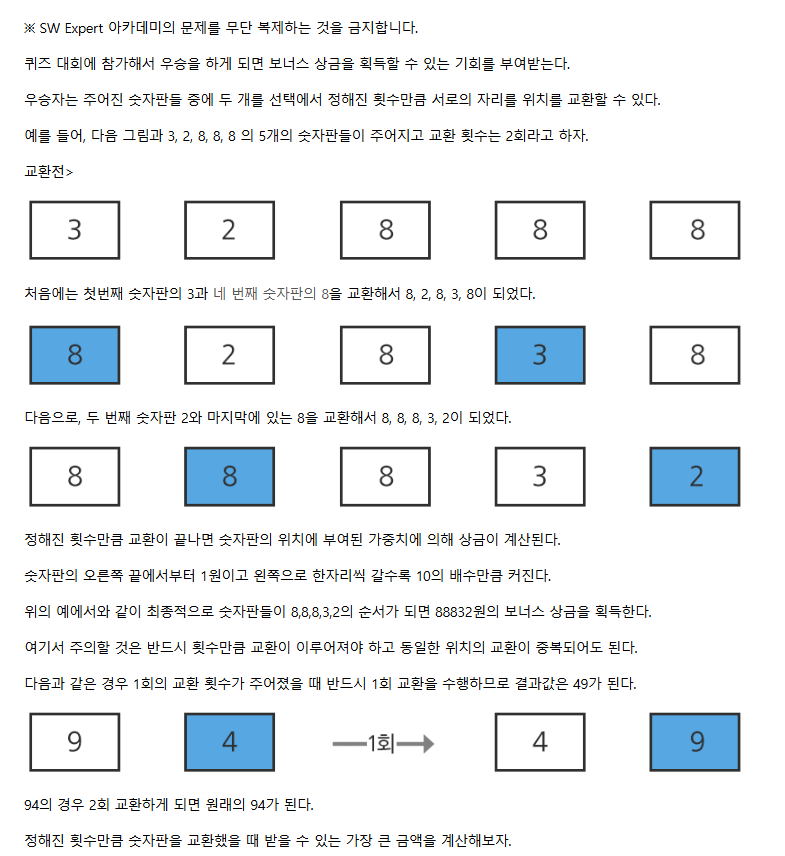 ※ SW Expert 아카데미의 문제를 무단 복제하는 것을 금지합니다.
퀴즈 대회에 참가해서 우승을 하게 되면 보너스 상금을 획득할 수 있는 기회를 부여받는다.
우승자는 주어진 숫자판들 중에 두 개를 선택에서 정해진 횟수만큼 서로의 자리를 위치를 교환할 수 있다.
예를 들어, 다음 그림과 3, 2, 8, 8, 8 의 5개의 숫자판들이 주어지고 교환 횟수는 2회라고 하자.
교환전>
3 2 8 8 8
처음에는 첫번째 숫자판의 3과 네 번째 숫자판의 8을 교환해서 8, 2, 8, 3, 8이 되었다.
8 2 8 3 8
다음으로, 두 번째 숫자판 2와 마지막에 있는 8을 교환해서 8, 8, 8, 3, 2이 되었다.
8 8 8 3 2
정해진 횟수만큼 교환이 끝나면 숫자판의 위치에 부여된 가중치에 의해 상금이 계산된다.
숫자판의 오른쪽 끝에서부터 1원이고 왼쪽으로 한자리씩 갈수록 10의 배수만큼 커진다.
위의 예에서와 같이 최종적으로 숫자판들이 8,8,8,3,2의 순서가 되면 88832원의 보너스 상금을 획득한다.
여기서 주의할 것은 반드시 횟수만큼 교환이 이루어져야 하고 동일한 위치의 교환이 중복되어도 된다.
다음과 같은 경우 1회의 교환 횟수가 주어졌을 때 반드시 1회 교환을 수행하므로 결과값은 49가 된다.
9 4 1회 4 9
94의 경우 2회 교환하게 되면 원래의 94가 된다.
정해진 횟수만큼 숫자판을 교환했을 때 받을 수 있는 가장 큰 금액을 계산해보자.